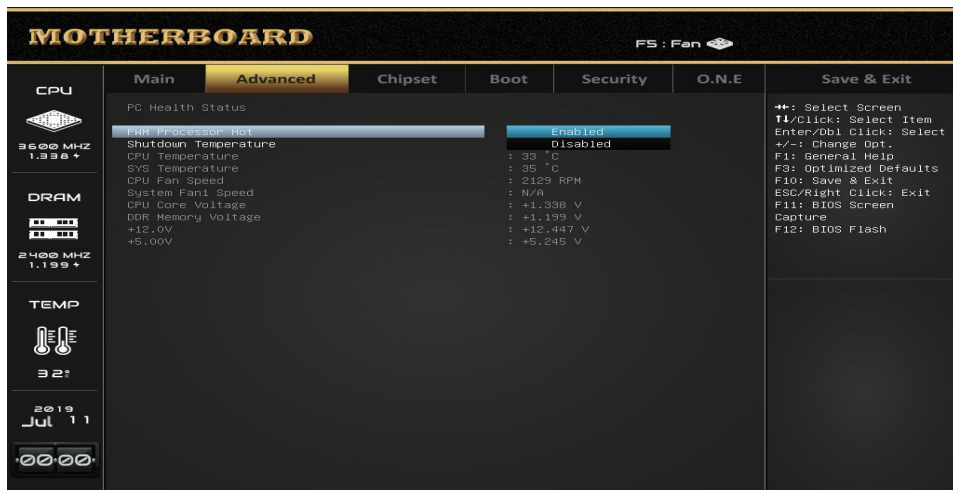 MOTHERBOARD
F5 : Fan
Main Advanced Chipset Boot Security O.N.E Save & Exit
CPU
3600 MHZ
1.338
DRAM
2400 MHZ
1.199
TEMP
32°
2019
Jul 11
00:00
PC Health Status
PWM Processor Hot Enabled
Shutdown Temperature Disabled
CPU Temperature : 33 °C
SYS Temperature : 35 °C
CPU Fan Speed : 2129 RPM
System Fan1 Speed : N/A
CPU Core Voltage : +1.338 V
DDR Memory Voltage : +1.199 V
+12.0V : +12.447 V
+5.00V : +5.245 V
→←: Select Screen
↑↓/Click: Select Item
Enter/Dbl Click: Select
+/-: Change Opt.
F1: General Help
F3: Optimized Defaults
F10: Save & Exit
ESC/Right Click: Exit
F11: BIOS Screen
Capture
F12: BIOS Flash